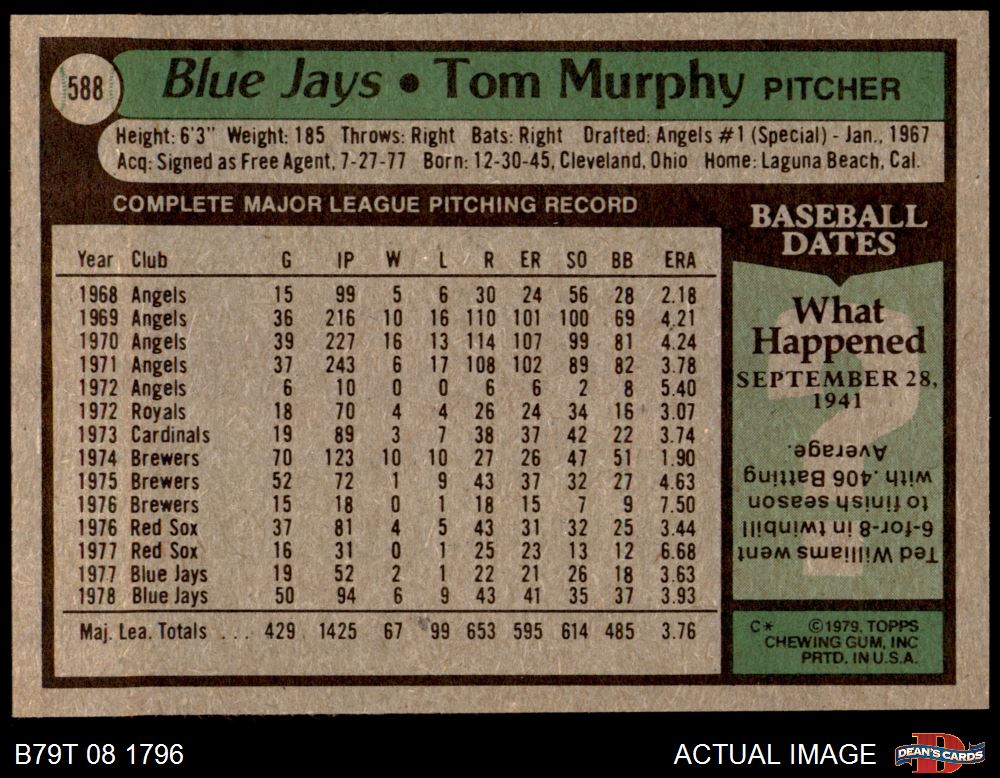 588 Blue Jays • Tom Murphy PITCHER
Height: 6'3" Weight: 185 Throws: Right Bats: Right Drafted: Angels #1 (Special) - Jan., 1967
Acq: Signed as Free Agent, 7-27-77 Born: 12-30-45, Cleveland, Ohio Home: Laguna Beach, Cal.
COMPLETE MAJOR LEAGUE PITCHING RECORD
Year Club G IP W L R ER SO BB ERA
1968 Angels 15 99 5 6 30 24 56 28 2.18
1969 Angels 36 216 10 16 110 101 100 69 4.21
1970 Angels 39 227 16 13 114 107 99 81 4.24
1971 Angels 37 243 6 17 108 102 89 82 3.78
1972 Angels 6 10 0 0 6 6 2 8 5.40
1972 Royals 18 70 4 4 26 24 34 16 3.07
1973 Cardinals 19 89 3 7 38 37 42 22 3.74
1974 Brewers 70 123 10 10 27 26 47 51 1.90
1975 Brewers 52 72 1 9 43 37 32 27 4.63
1976 Brewers 15 18 0 1 18 15 7 9 7.50
1976 Red Sox 37 81 4 5 43 31 32 25 3.44
1977 Red Sox 16 31 0 1 25 23 13 12 6.68
1977 Blue Jays 19 52 2 1 22 21 26 18 3.63
1978 Blue Jays 50 94 6 9 43 41 35 37 3.93
Maj. Lea. Totals ... 429 1425 67 99 653 595 614 485 3.76
BASEBALL
DATES
What
Happened
SEPTEMBER 28,
1941
Ted Williams went
6-for-8 in twinbill
to finish season
with .406 Batting
Average.
C* ©1979, TOPPS
CHEWING GUM, INC
PRTD. IN U.S.A.
B79T 08 1796
ACTUAL IMAGE
DEAN'S CARDS